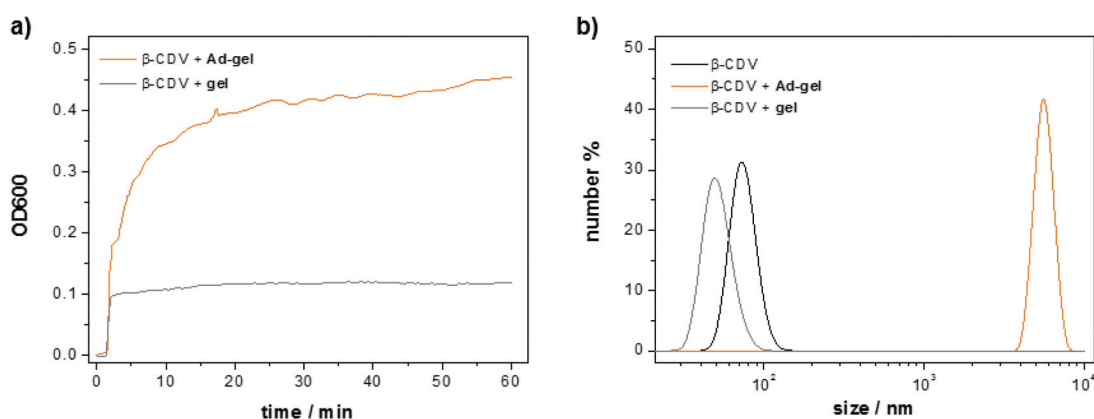 a)
β-CDV + Ad-gel
β-CDV + gel
OD600
0.5
0.4
0.3
0.2
0.1
0.0
0 10 20 30 40 50 60
time / min
b)
β-CDV
β-CDV + Ad-gel
β-CDV + gel
number %
50
40
30
20
10
0
10² 10³ 10⁴
size / nm